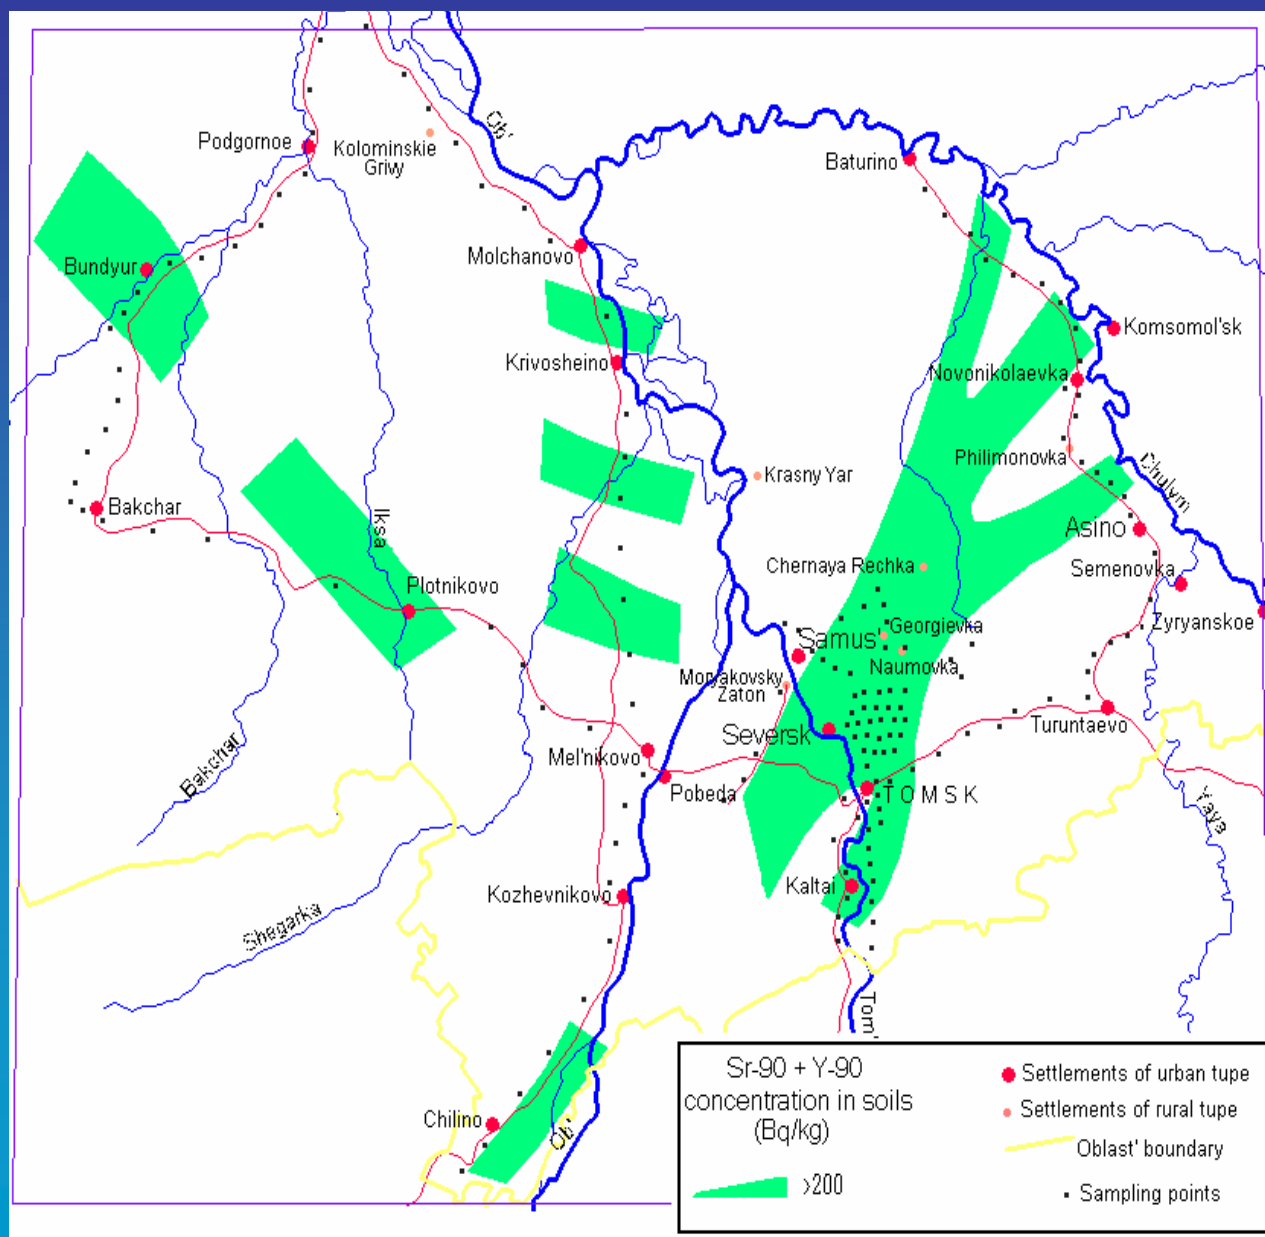 Ob'
Podgornoe
Kolominskie
Griwy
Baturino
Molchanovo
Bundyur
Komsomol'sk
Krivosheino
Novonikolaevka
Philimonovka
Krasny Yar
Chulym
Bakchar
Iksa
Asino
Chernaya Rechka
Semenovka
Plotnikovo
Zyryanskoe
Georgievka
Samus'
Naumovka
Moryakovsky
Zaton
Turuntaevo
Seversk
Mel'nikovo
Bakchar
Pobeda
T O M S K
Yaya
Kaltai
Kozhevnikovo
Shegarka
Tom'
Chilino
Ob'
Sr-90 + Y-90
concentration in soils
(Bq/kg)
>200
Settlements of urban tupe
Settlements of rural tupe
Oblast' boundary
Sampling points